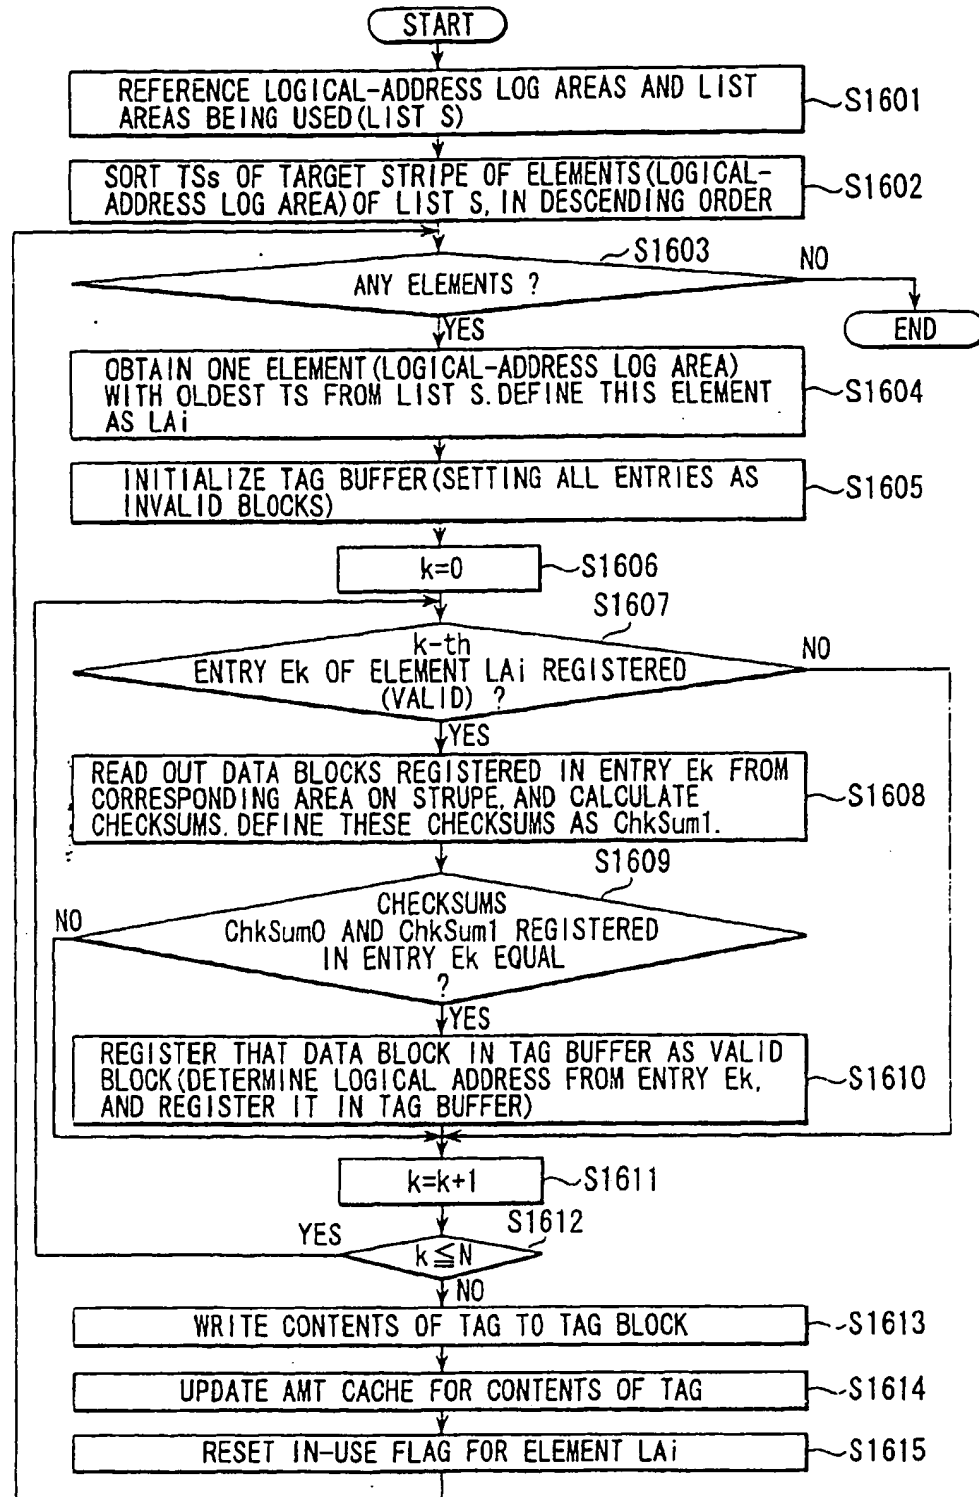 START
REFERENCE LOGICAL-ADDRESS LOG AREAS AND LIST
AREAS BEING USED(LIST S)
S1601
SORT TSs OF TARGET STRIPE OF ELEMENTS(LOGICAL-
ADDRESS LOG AREA)OF LIST S, IN DESCENDING ORDER
S1602
S1603
ANY ELEMENTS ?
NO
YES
END
OBTAIN ONE ELEMENT(LOGICAL-ADDRESS LOG AREA)
WITH OLDEST TS FROM LIST S.DEFINE THIS ELEMENT
AS LAi
S1604
INITIALIZE TAG BUFFER(SETTING ALL ENTRIES AS
INVALID BLOCKS)
S1605
k=0
S1606
S1607
k-th
ENTRY Ek OF ELEMENT LAi REGISTERED
(VALID) ?
NO
YES
READ OUT DATA BLOCKS REGISTERED IN ENTRY Ek FROM
CORRESPONDING AREA ON STRUPE, AND CALCULATE
CHECKSUMS.DEFINE THESE CHECKSUMS AS ChkSum1.
S1608
S1609
NO
CHECKSUMS
ChkSum0 AND ChkSum1 REGISTERED
IN ENTRY Ek EQUAL
?
YES
REGISTER THAT DATA BLOCK IN TAG BUFFER AS VALID
BLOCK(DETERMINE LOGICAL ADDRESS FROM ENTRY Ek,
AND REGISTER IT IN TAG BUFFER)
S1610
k=k+1
S1611
S1612
YES
k≦N
NO
WRITE CONTENTS OF TAG TO TAG BLOCK
S1613
UPDATE AMT CACHE FOR CONTENTS OF TAG
S1614
RESET IN-USE FLAG FOR ELEMENT LAi
S1615